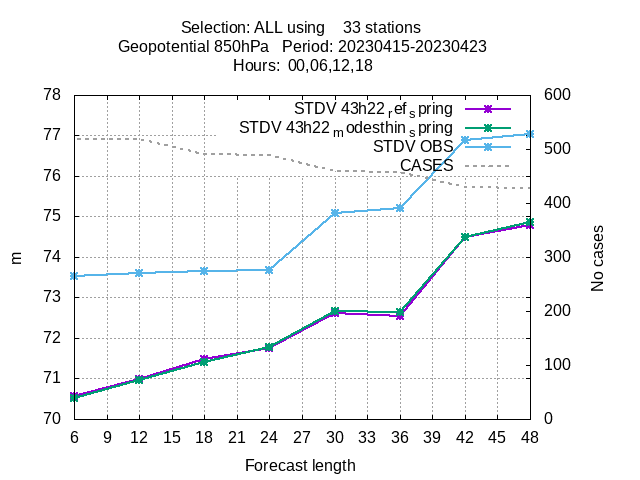 Selection: ALL using    33 stations
Geopotential 850hPa   Period: 20230415-20230423
Hours:  00,06,12,18
78
77
76
75
74
73
72
71
70
600
500
400
300
200
100
0
STDV 43h22 ref spring
STDV 43h22 modesthin spring
STDV OBS
CASES
m
No cases
6 9 12 15 18 21 24 27 30 33 36 39 42 45 48
Forecast length